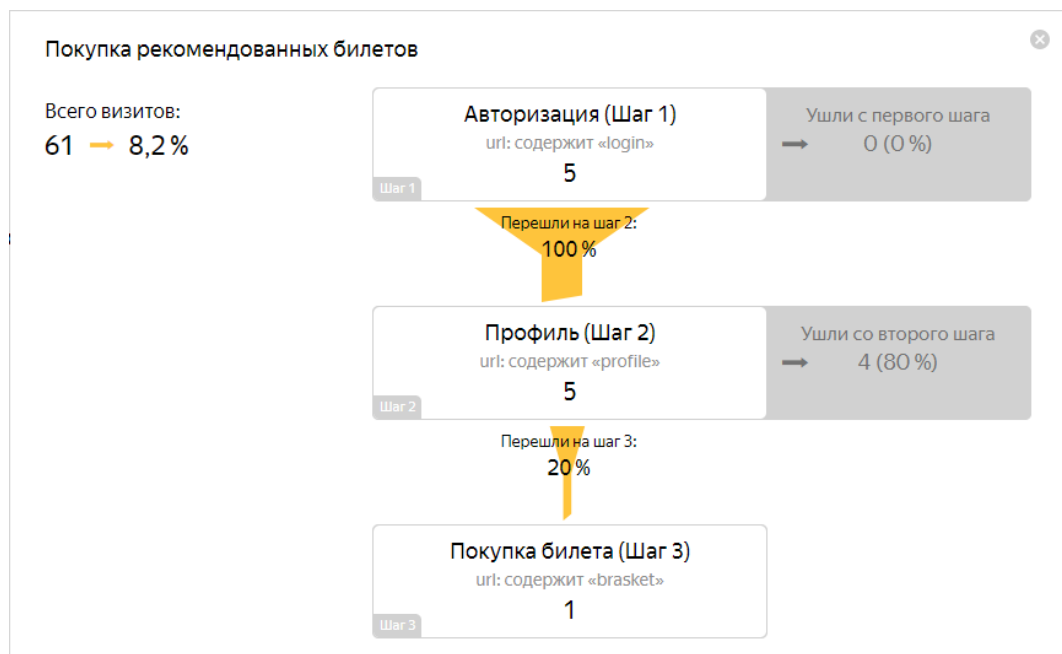 Покупка рекомендованных билетов
Всего визитов:
61 → 8,2 %
Авторизация (Шаг 1)
url: содержит «login»
5
Шаг 1
Ушли с первого шага
→ 0 (0 %)
Перешли на шаг 2:
100 %
Профиль (Шаг 2)
url: содержит «profile»
5
Шаг 2
Ушли со второго шага
→ 4 (80 %)
Перешли на шаг 3:
20 %
Покупка билета (Шаг 3)
url: содержит «brasket»
1
Шаг 3